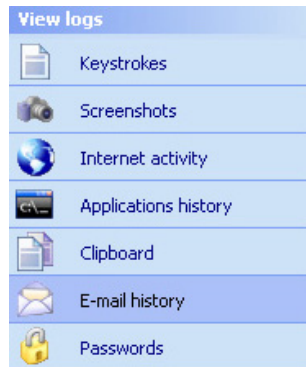 View logs
Keystrokes
Screenshots
Internet activity
Applications history
Clipboard
E-mail history
Passwords